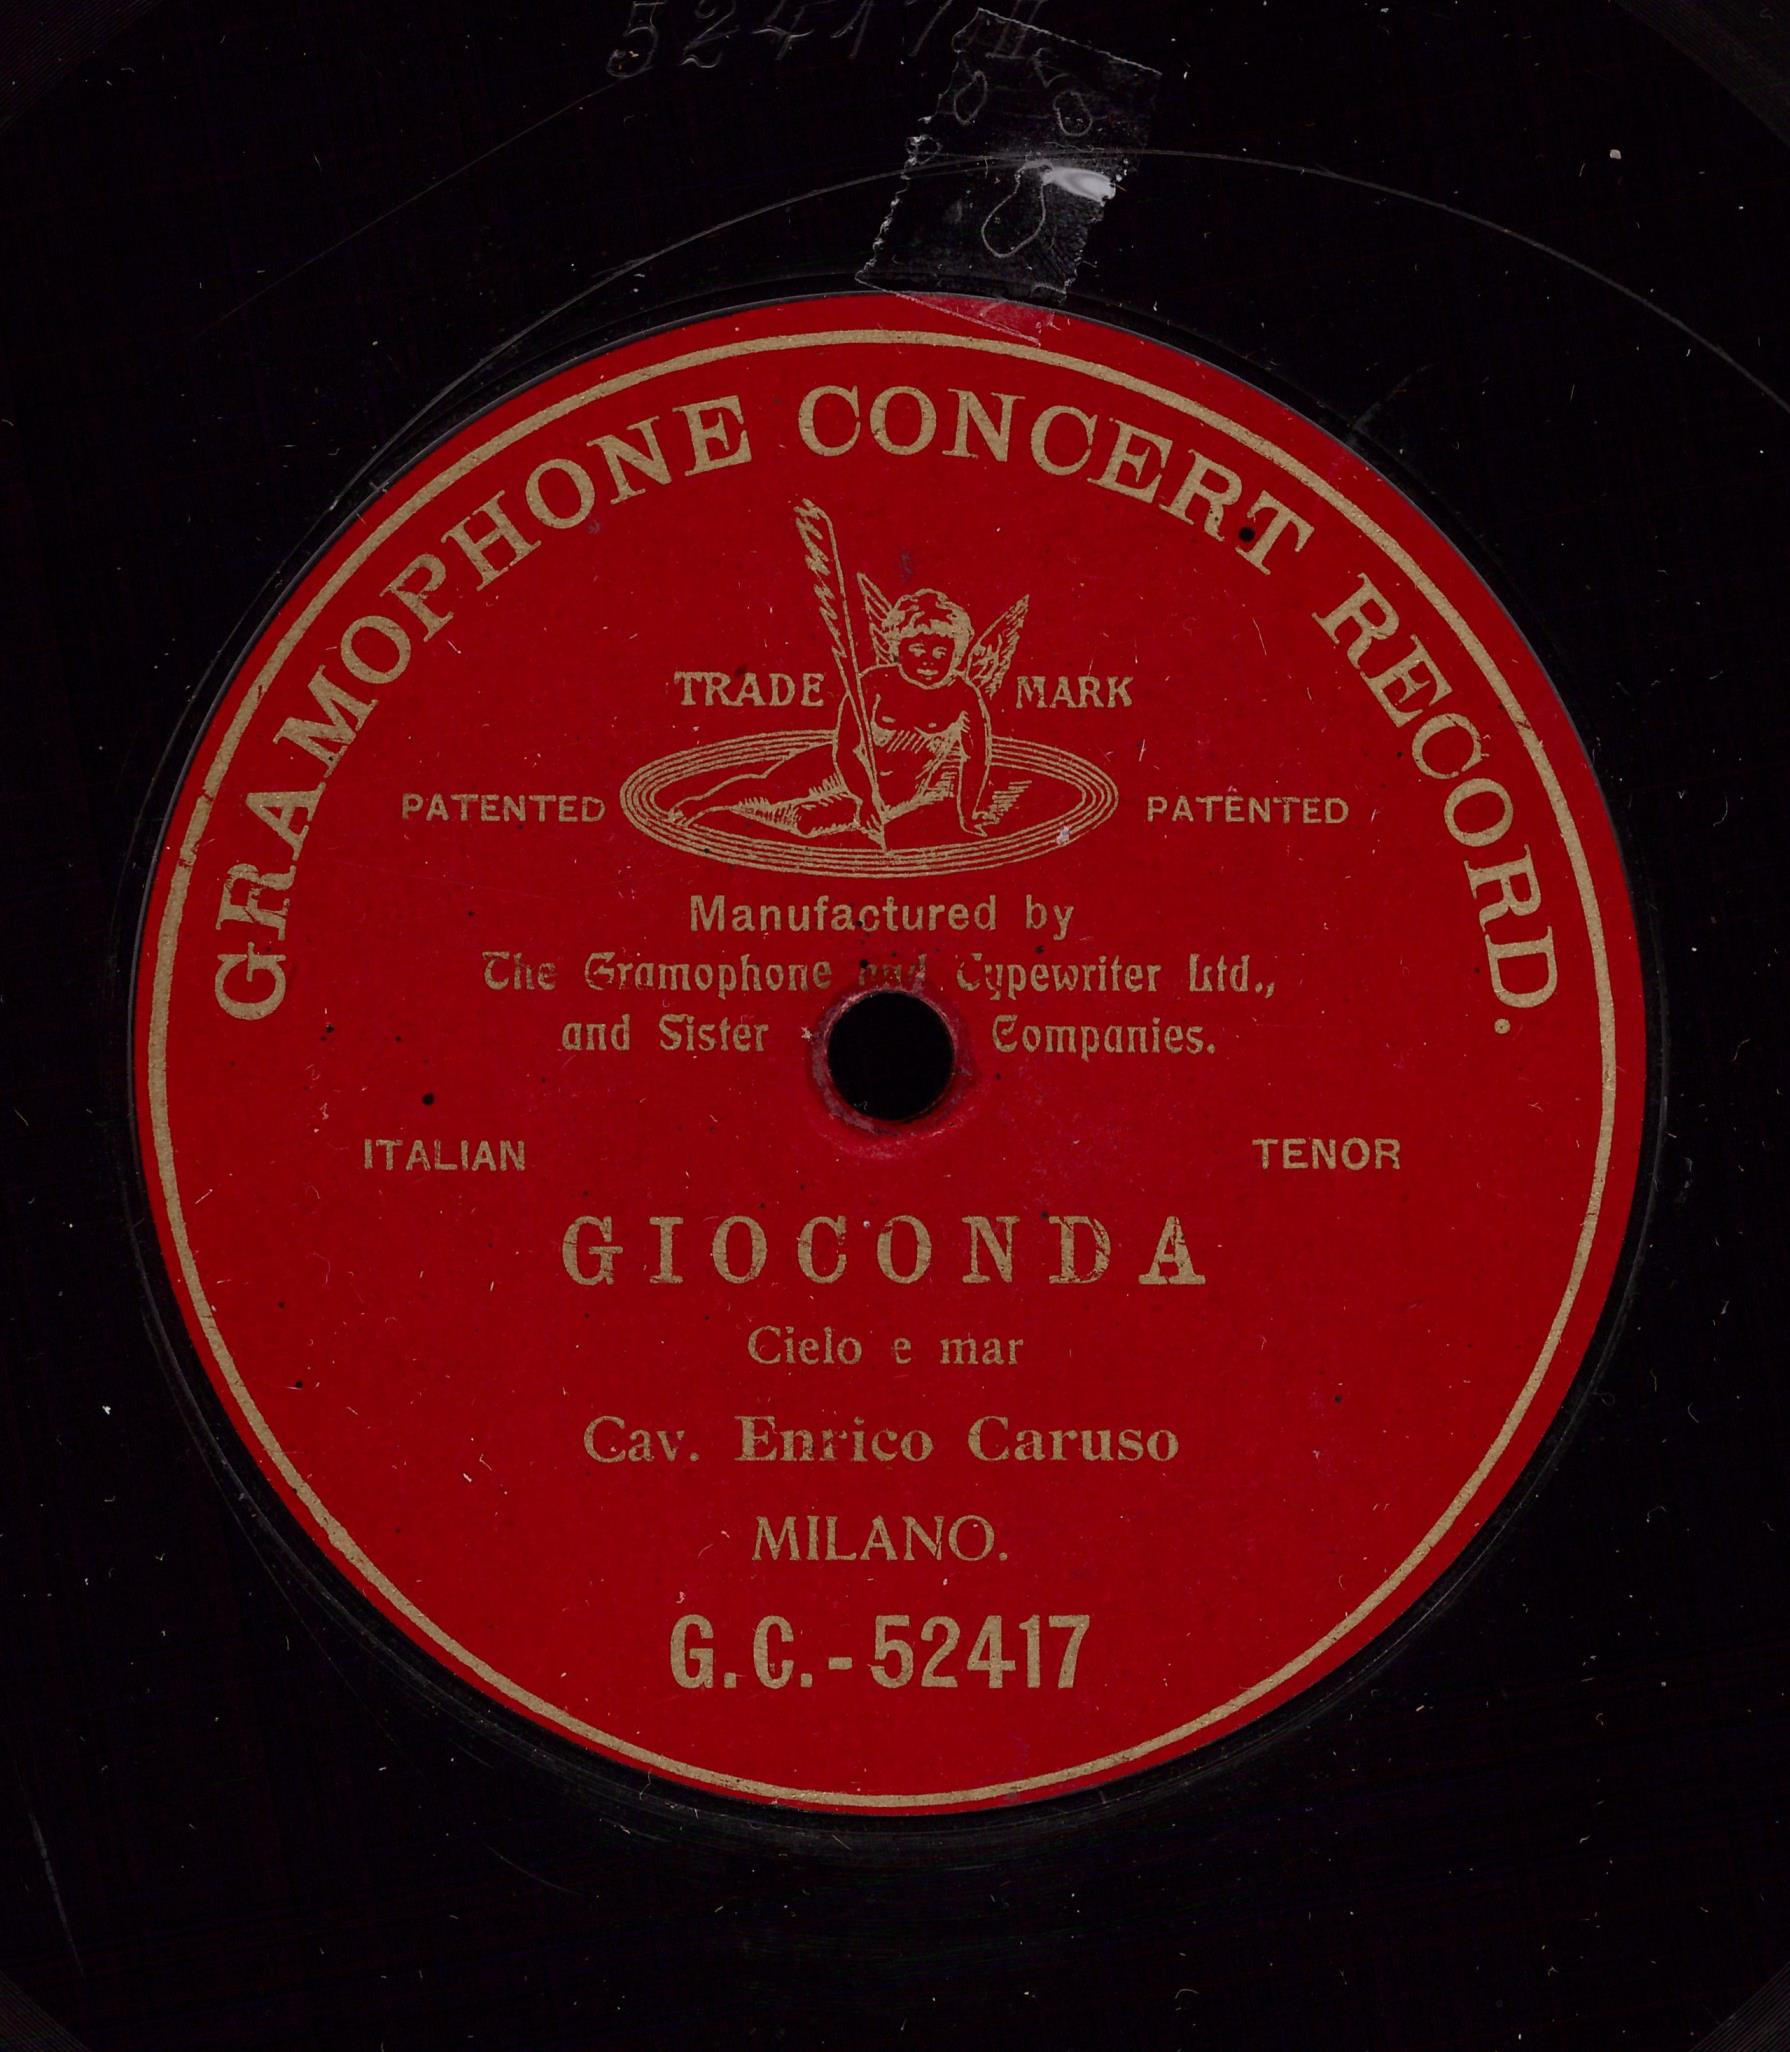 52417
GRAMOPHONE CONCERT RECORD.
TRADE MARK
PATENTED PATENTED
Manufactured by
The Gramophone and Typewriter Ltd.,
and Sister Companies.
ITALIAN TENOR
GIOCONDA
Cielo e mar
Cav. Enrico Caruso
MILANO.
G.C.-52417